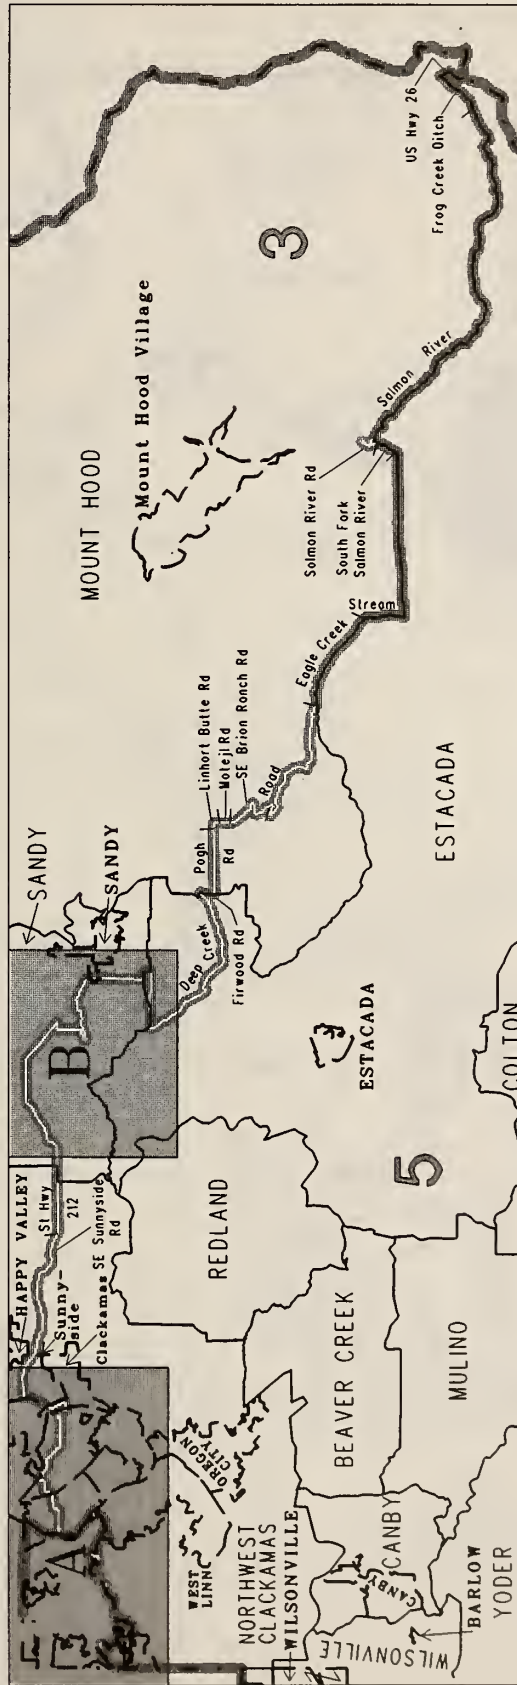 US Hwy 26
Frog Creek Ditch
3
Salmon River
Mount Hood Village
MOUNT HOOD
Salmon River Rd
South Fork
Salmon River
Stream
Eagle Creek
Linhart Butte Rd
Moteji Rd
SE Brian Ranch Rd
Road
Pagh
Rd
SANDY
SANDY
Deep Creek
Firwood Rd
ESTACADA
ESTACADA
B
COLTON
5
St Hwy
212
HAPPY VALLEY
SE Sunnyside
Rd
Sunny-
side
Clackamas
REDLAND
BEAVER CREEK
MULINO
A
OREGON
CITY
WEST
LINN
NORTHWEST
CLACKAMAS
WILSONVILLE
CANBY
CANBY
WILSONVILLE
BARLOW
YODER